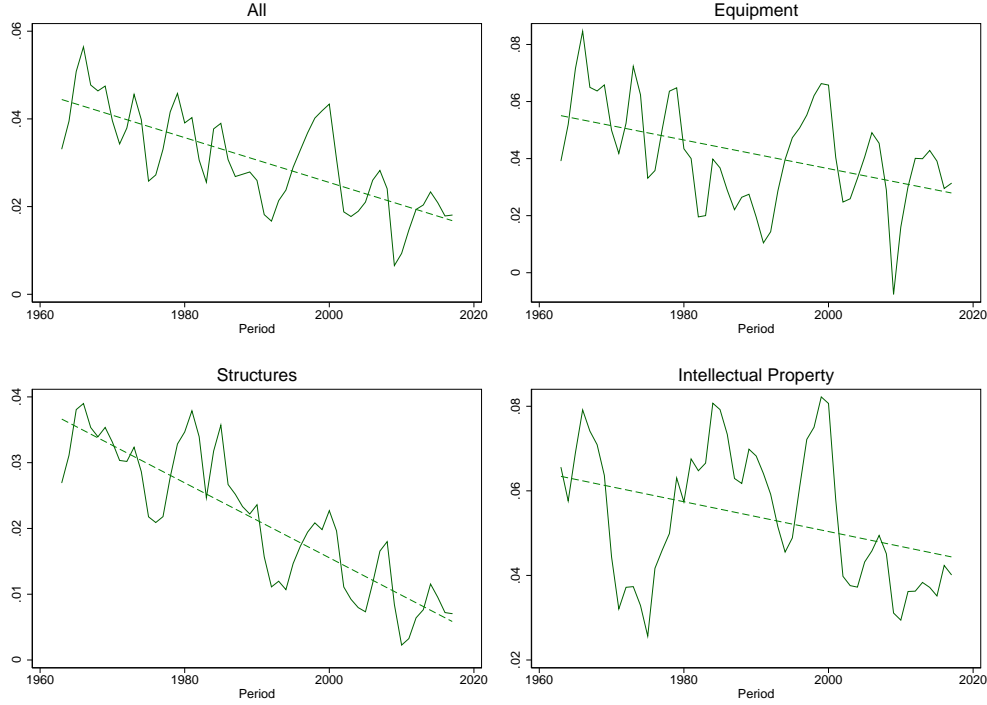 All
.06
.04
.02
0
1960 1980 2000 2020
Period
Equipment
.08
.06
.04
.02
0
1960 1980 2000 2020
Period
Structures
.04
.03
.02
.01
0
1960 1980 2000 2020
Period
Intellectual Property
.08
.06
.04
.02
1960 1980 2000 2020
Period